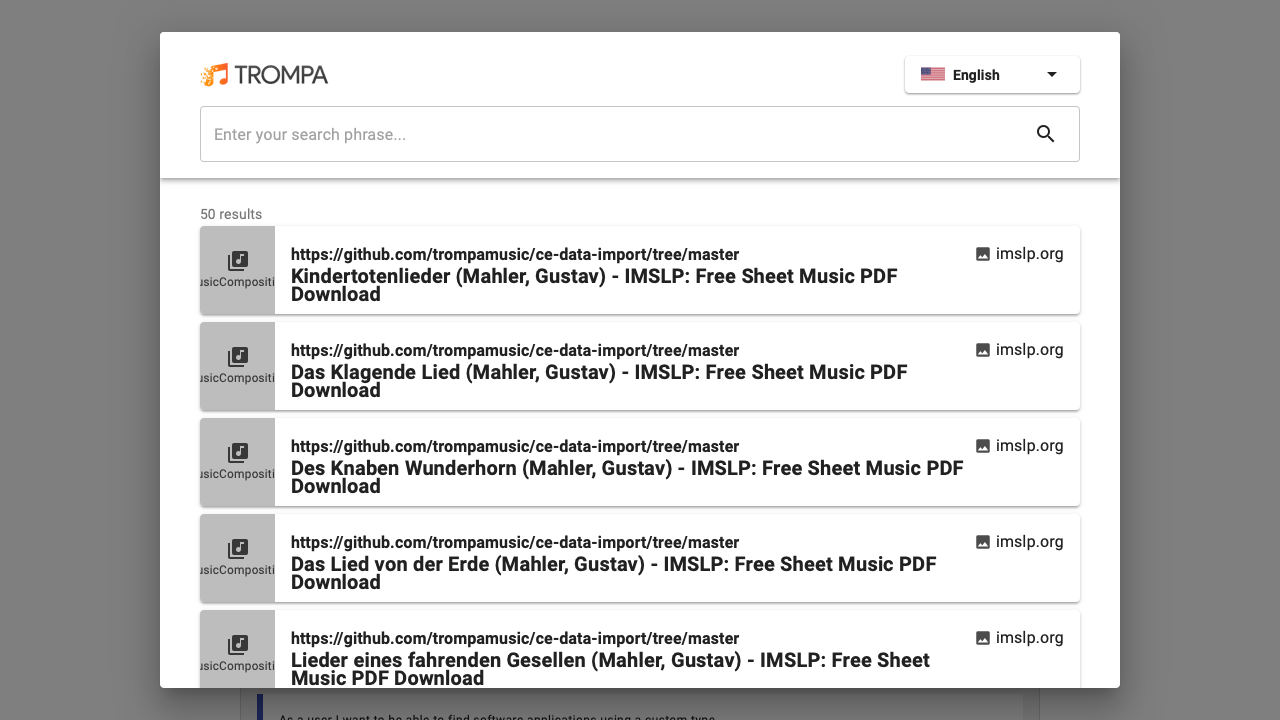 TROMPA
English
Enter your search phrase...
50 results
https://github.com/trompamusic/ce-data-import/tree/master
imslp.org
Kindertotenlieder (Mahler, Gustav) - IMSLP: Free Sheet Music PDF
Download
usicCompositi
https://github.com/trompamusic/ce-data-import/tree/master
imslp.org
Das Klagende Lied (Mahler, Gustav) - IMSLP: Free Sheet Music PDF
Download
usicCompositi
https://github.com/trompamusic/ce-data-import/tree/master
imslp.org
Des Knaben Wunderhorn (Mahler, Gustav) - IMSLP: Free Sheet Music PDF
Download
usicCompositi
https://github.com/trompamusic/ce-data-import/tree/master
imslp.org
Das Lied von der Erde (Mahler, Gustav) - IMSLP: Free Sheet Music PDF
Download
usicCompositi
https://github.com/trompamusic/ce-data-import/tree/master
imslp.org
Lieder eines fahrenden Gesellen (Mahler, Gustav) - IMSLP: Free Sheet
Music PDF Download
usicCompositi
As a user I want to be able to find software applications using a custom type